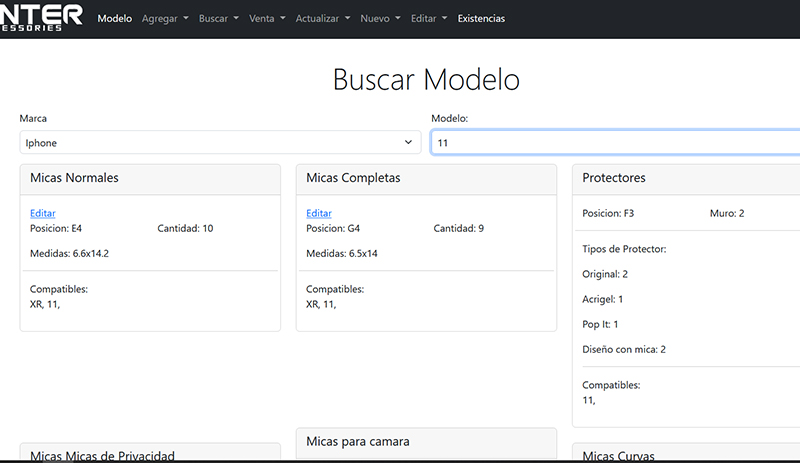 NTER
ESSORIES
Modelo Agregar Buscar Venta Actualizar Nuevo Editar Existencias
Buscar Modelo
Marca Modelo:
Iphone 11
Micas Normales Micas Completas Protectores
Editar Editar
Posicion: E4 Cantidad: 10 Posicion: G4 Cantidad: 9 Posicion: F3 Muro: 2
Medidas: 6.6x14.2 Medidas: 6.5x14 Tipos de Protector:
Original: 2
Compatibles: Compatibles:
XR, 11, XR, 11, Acrigel: 1
Pop It: 1
Diseño con mica: 2
Compatibles:
11,
Micas Micas de Privacidad Micas para camara Micas Curvas